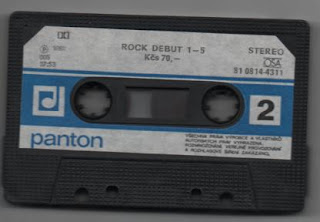 ROCK DEBUT 1–5
Kčs 70,–
STEREO
OSA
81 0814-4311
2
panton
VŠECHNA PRÁVA VÝROBCE A VLASTNÍKŮ
AUTORSKÝCH PRÁV VYHRAZENA.
ROZMNOŽOVÁNÍ, VEŘEJNÉ PROVOZOVÁNÍ
A ROZHLASOVÉ ŠÍŘENÍ ZAKÁZÁNO.